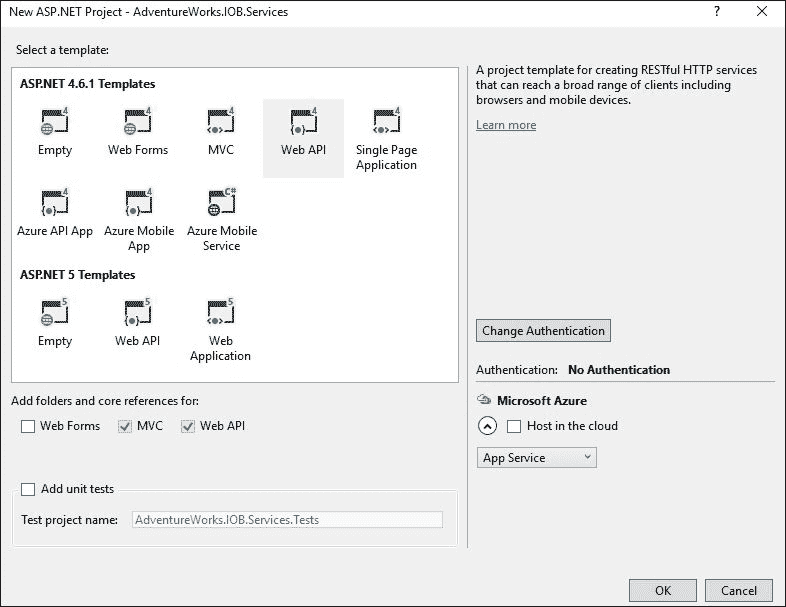 New ASP.NET Project - AdventureWorks.IOB.Services
?
Select a template:
ASP.NET 4.6.1 Templates
4 4 4 4 4
Empty Web Forms MVC Web API Single Page
Application
4 4 C#
Azure API App Azure Mobile Azure Mobile
App Service
ASP.NET 5 Templates
5 5 5
Empty Web API Web
Application
A project template for creating RESTful HTTP services
that can reach a broad range of clients including
browsers and mobile devices.
Learn more
Change Authentication
Authentication: No Authentication
Microsoft Azure
Host in the cloud
App Service
Add folders and core references for:
Web Forms MVC Web API
Add unit tests
Test project name: AdventureWorks.IOB.Services.Tests
OK Cancel